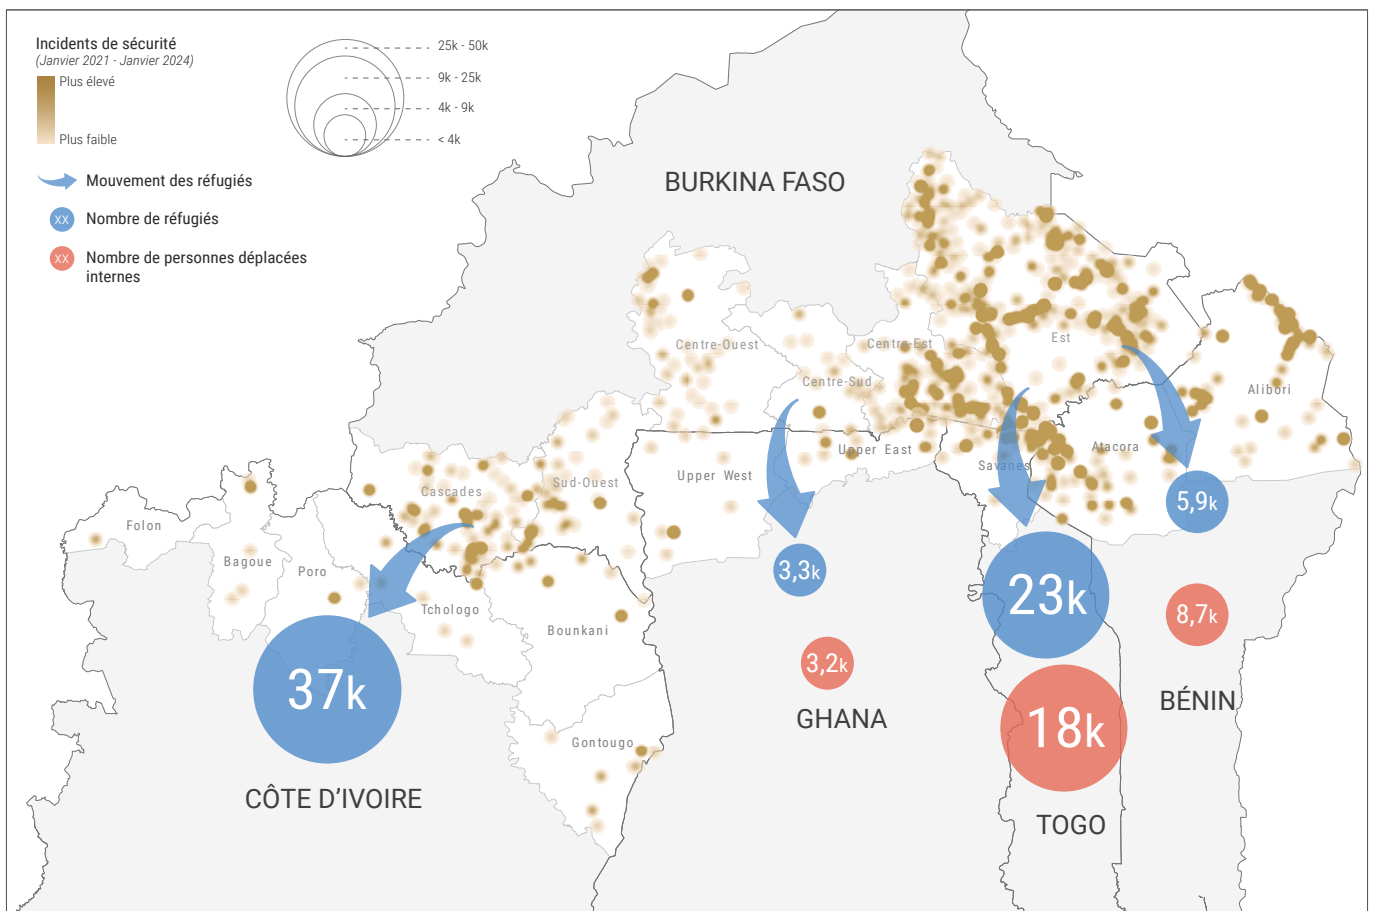 Incidents de sécurité
(Janvier 2021 - Janvier 2024)
Plus élevé
Plus faible
25k - 50k
9k - 25k
4k - 9k
< 4k
Mouvement des réfugiés
XX Nombre de réfugiés
XX Nombre de personnes déplacées
internes
BURKINA FASO
Centre-Ouest
Centre-Est
Est
Centre-Sud
Alibori
Upper West
Upper East
Atacora
Savanes
Cascades
Sud-Ouest
Folon
Bagoue
Poro
Tchologo
Bounkani
Gontougo
5,9k
3,3k
23k
8,7k
3,2k
37k
18k
BÉNIN
GHANA
CÔTE D’IVOIRE
TOGO